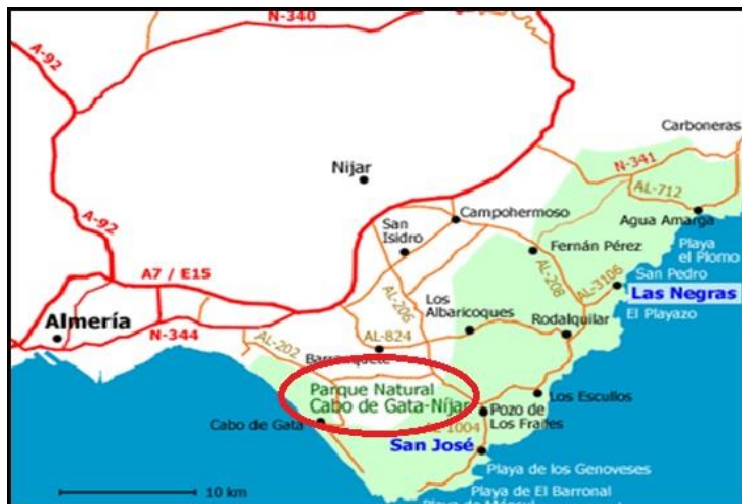 N-340
A-92
Carboneras
N-341
Nijar
AL-712
A-92
San
Isidro
Campohermoso
Agua Amarga
Fernán Pérez
Playa
el Plomo
A7 / E15
AL-208
AL-3106
San Pedro
Las Negras
Almería
AL-206
Los
Albaricoques
El Playazo
N-344
AL-824
Rodalquilar
AL-202
Parque Natural
Cabo de Gata-Níjar
Los Escullos
Pozo de
Los Frailes
Cabo de Gata
1004
San José
Playa de los Genoveses
10 km
Playa de El Barronal